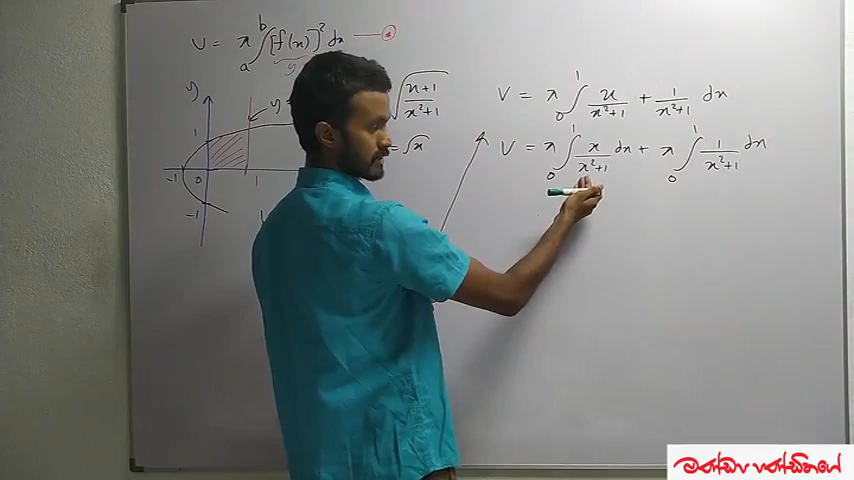 V = π ∫ₐᵇ [f(x)]² dx —*
y
y
√(x+1/x²+1)
= √x
1
-1
0
1
-1
V = π ∫₀¹ x/x²+1 + 1/x²+1 dx
V = π ∫₀¹ x/x²+1 dx + π ∫₀¹ 1/x²+1 dx